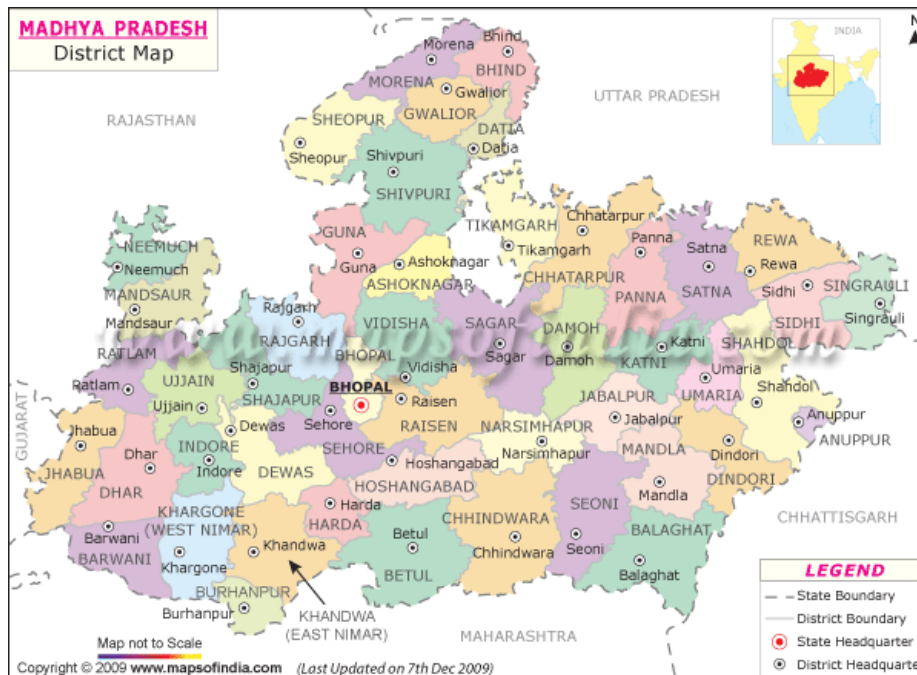 MADHYA PRADESH
District Map
INDIA
N
RAJASTHAN
UTTAR PRADESH
GUJARAT
CHHATTISGARH
MAHARASHTRA
Morena
MORENA
Bhind
BHIND
Gwalior
GWALIOR
SHEOPUR
Sheopur
DATIA
Datia
Shivpuri
SHIVPURI
TIKAMGARH
Tikamgarh
Chhatarpur
CHHATARPUR
Panna
PANNA
Satna
SATNA
REWA
Rewa
Sidhi
SIDHI
SINGRAULI
Singrauli
NEEMUCH
Neemuch
MANDSAUR
Mandsaur
GUNA
Guna
Ashoknagar
ASHOKNAGAR
Rajgarh
RAJGARH
VIDISHA
Vidisha
SAGAR
Sagar
DAMOH
Damoh
Katni
KATNI
SHAHDOL
Shahdol
Umaria
UMARIA
www.mapsofindia.com
RATLAM
Ratlam
UJJAIN
Ujjain
Shajapur
SHAJAPUR
BHOPAL
BHOPAL
Sehore
SEHORE
Raisen
RAISEN
NARSIMHAPUR
Narsimhapur
JABALPUR
Jabalpur
Anuppur
ANUPPUR
Jhabua
JHABUA
Dhar
DHAR
INDORE
Indore
Dewas
DEWAS
Hoshangabad
HOSHANGABAD
MANDLA
Mandla
Dindori
DINDORI
Barwani
BARWANI
KHARGONE
(WEST NIMAR)
Khargone
Khandwa
Harda
HARDA
Betul
BETUL
CHHINDWARA
Chhindwara
SEONI
Seoni
BALAGHAT
Balaghat
BURHANPUR
Burhanpur
KHANDWA
(EAST NIMAR)
LEGEND
State Boundary
District Boundary
State Headquarter
District Headquarte
Map not to Scale
Copyright © 2009 www.mapsofindia.com (Last Updated on 7th Dec 2009)